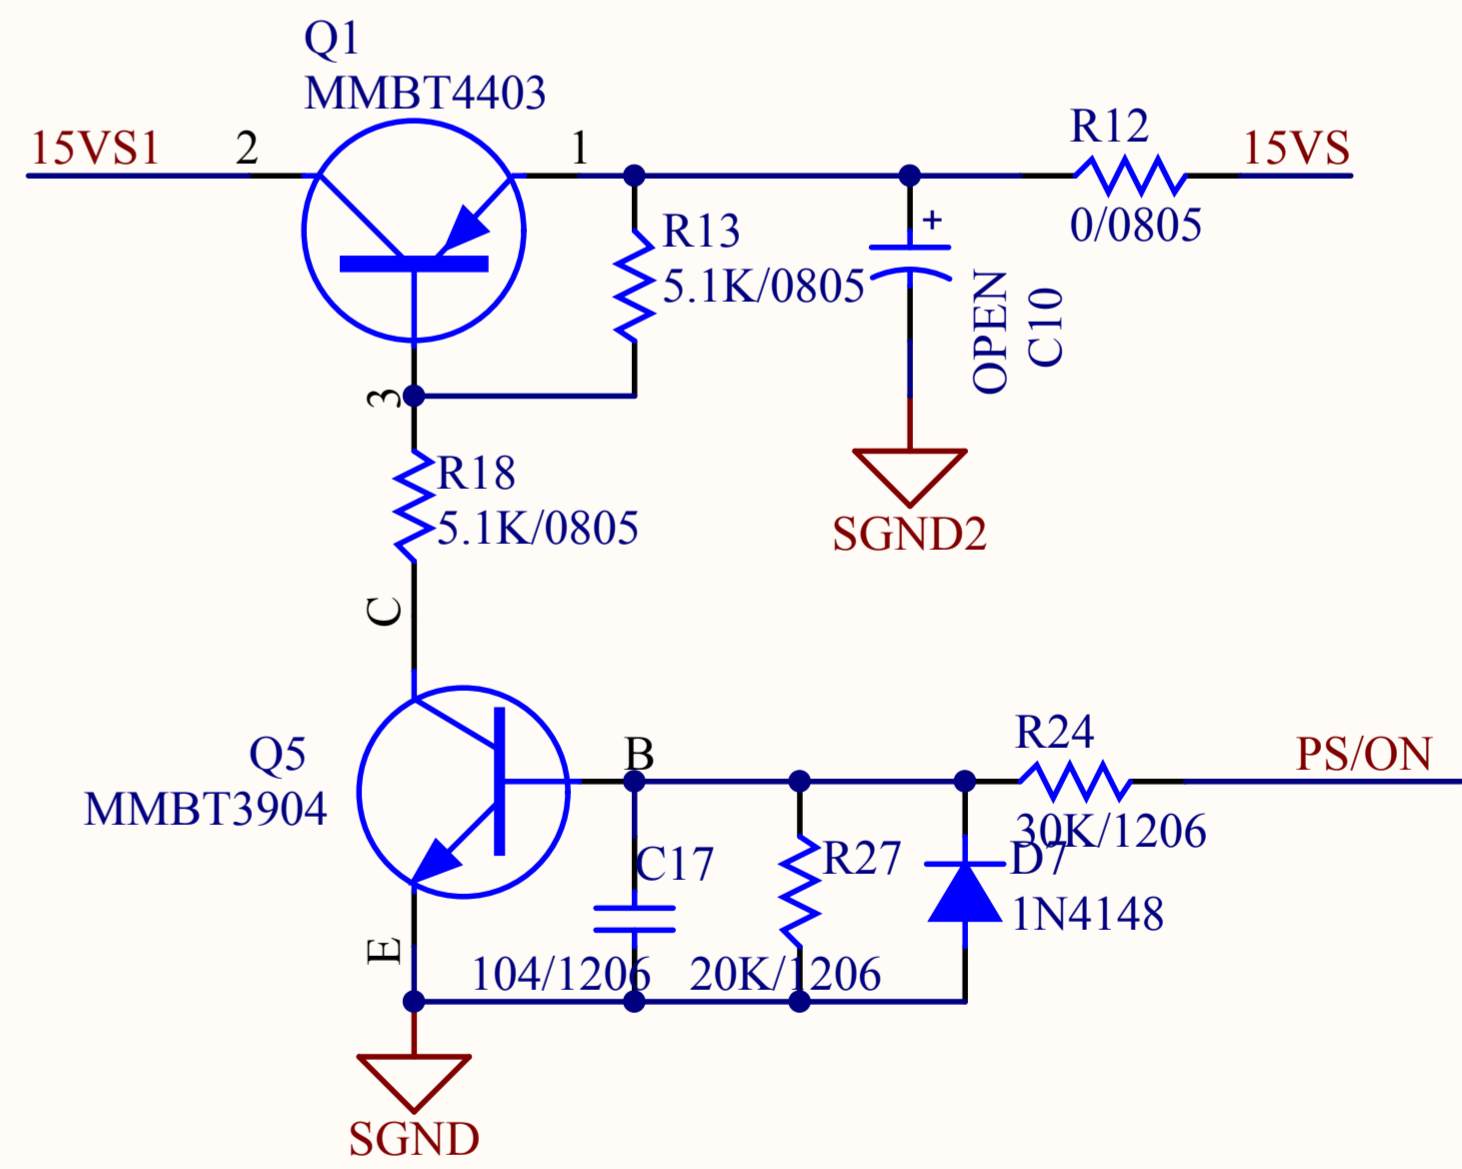 Q1
MMBT4403
15VS1
2
1
R12
15VS
0/0805
+
R13
5.1K/0805
OPEN
C10
3
R18
5.1K/0805
SGND2
C
Q5
MMBT3904
B
R24
PS/ON
30K/1206
C17
R27
D7
1N4148
E
104/1206
20K/1206
SGND